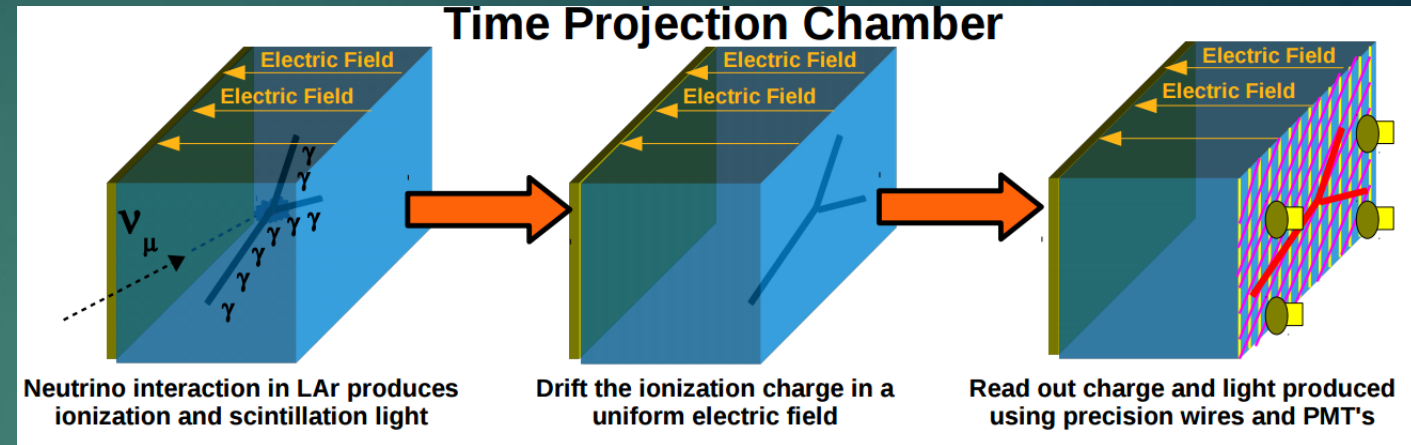 Time Projection Chamber
Electric Field
Electric Field
γ
γ
γ
γ
γ
γ
γ
γ
ν
μ
Neutrino interaction in LAr produces
ionization and scintillation light
Electric Field
Electric Field
Drift the ionization charge in a
uniform electric field
Electric Field
Electric Field
Read out charge and light produced
using precision wires and PMT's